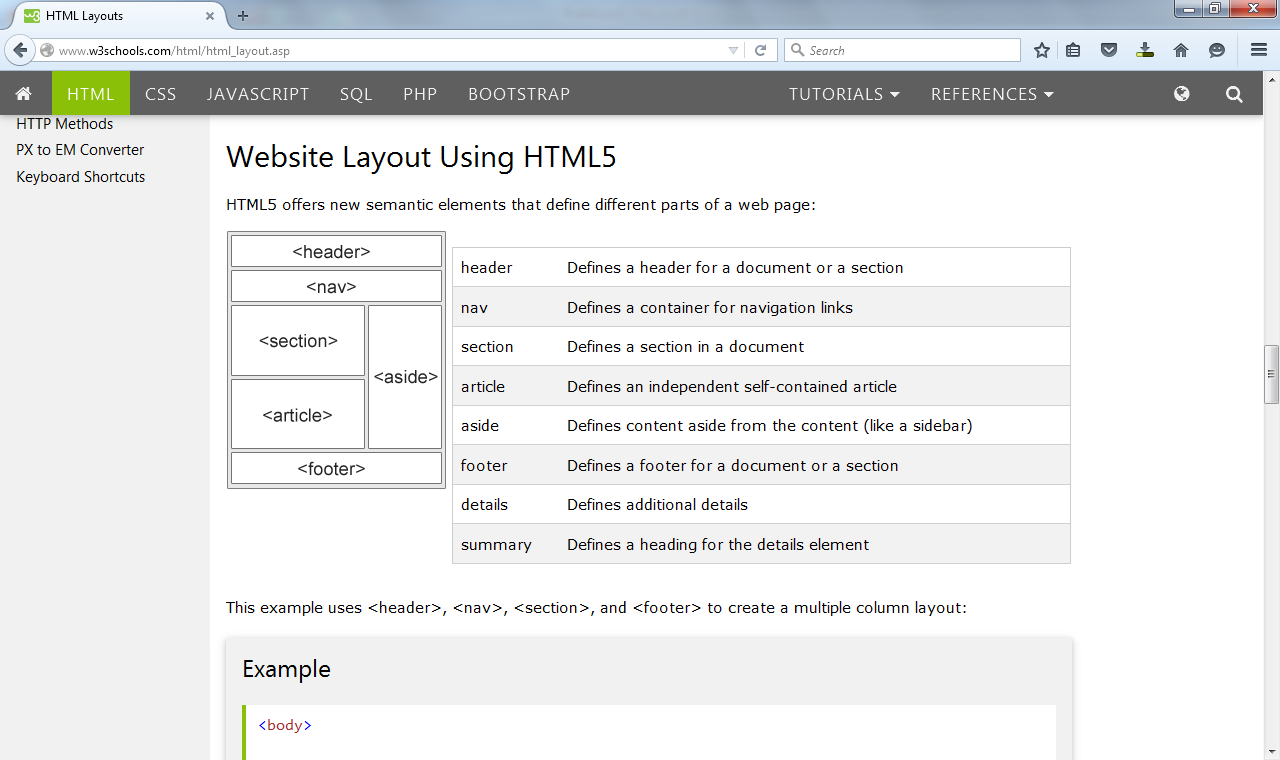 HTML Layouts
www.w3schools.com/html/html_layout.asp
Search
HTML CSS JAVASCRIPT SQL PHP BOOTSTRAP TUTORIALS REFERENCES
HTTP Methods
PX to EM Converter
Keyboard Shortcuts
Website Layout Using HTML5
HTML5 offers new semantic elements that define different parts of a web page:
<header>
<nav>
<section>
<aside>
<article>
<footer>
header Defines a header for a document or a section
nav Defines a container for navigation links
section Defines a section in a document
article Defines an independent self-contained article
aside Defines content aside from the content (like a sidebar)
footer Defines a footer for a document or a section
details Defines additional details
summary Defines a heading for the details element
This example uses <header>, <nav>, <section>, and <footer> to create a multiple column layout:
Example
<body>